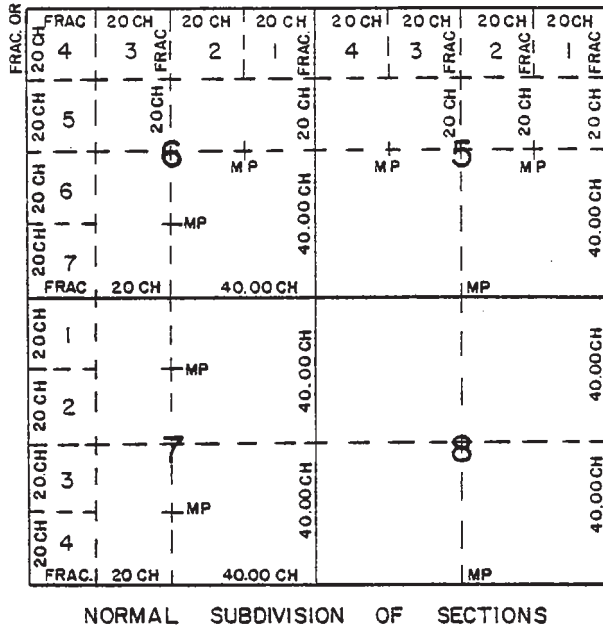 FRAC 20 CH 20 CH 20 CH 20 CH 20 CH 20 CH 20CH
FRAC. OR
20 CH
4 3 FRAC 2 1 FRAC. 4 3 FRAC 2 FRAC. 1 FRAC.
20 CH 5 20 CH 20 CH 20 CH 20 CH 20 CH
6 MP MP 5 MP
20 CH 6 MP 40.00 CH 40.00 CH
20 CH 7
FRAC 20 CH 40.00 CH MP
20 CH 1 MP 40.00 CH 40.00 CH
20 CH 2
7 8
20 CH 3 MP 40.00 CH 40.00 CH
20 CH 4
FRAC. 20 CH 40.00 CH MP
NORMAL SUBDIVISION OF SECTIONS